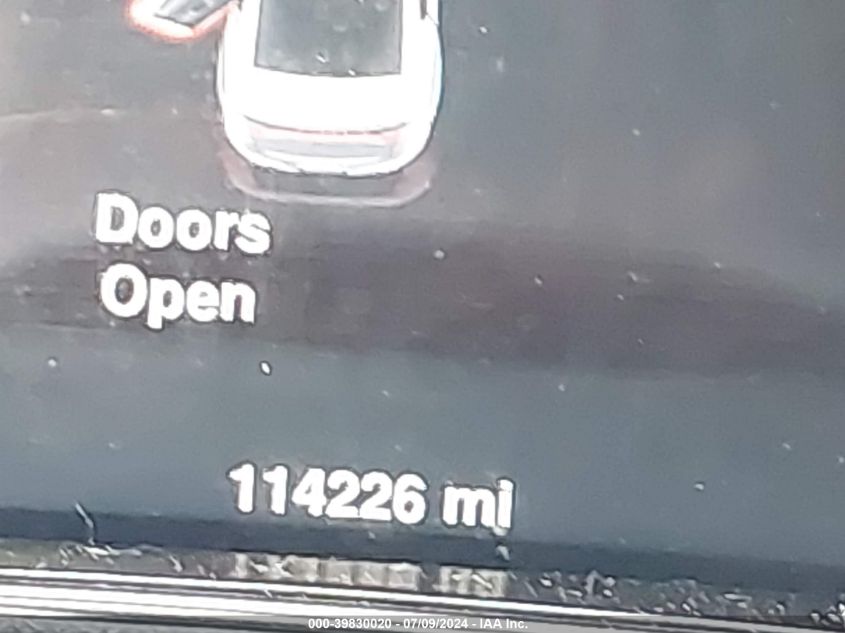 Doors
Open
114226 mi
000-39830020 - 07/09/2024 - IAA Inc.